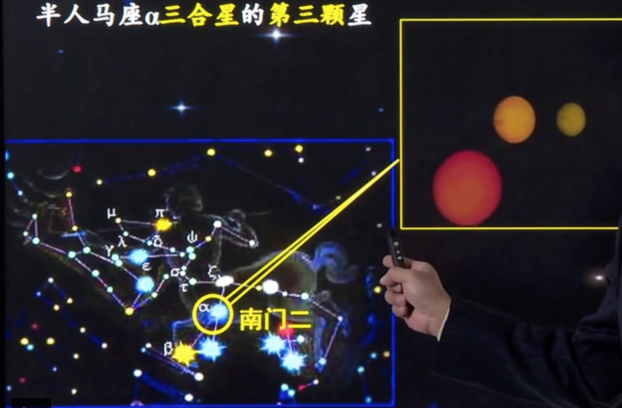 半人马座α三合星的第三颗星
μ
π
λ
δ
ψ
γ
ε
σ
ζ
τ
α
南门二
β